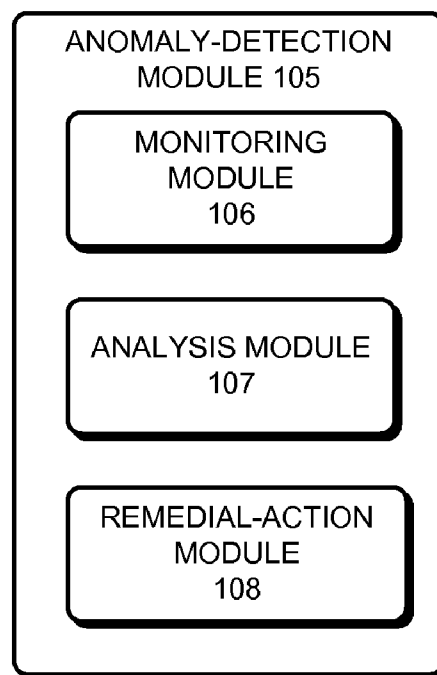 ANOMALY-DETECTION
MODULE 105
MONITORING
MODULE
106
ANALYSIS MODULE
107
REMEDIAL-ACTION
MODULE
108